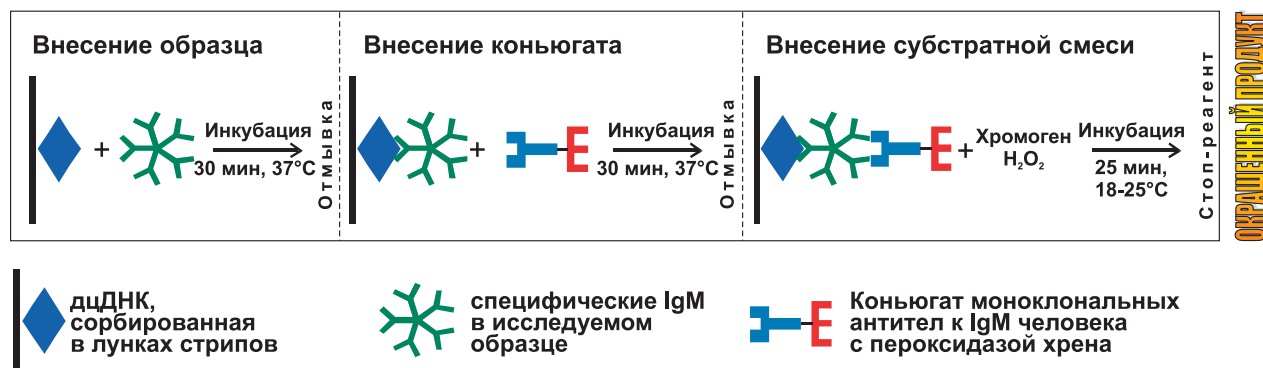 Внесение образца
+
Инкубация
30 мин, 37°C
Отмывка
Внесение коньюгата
+
Инкубация
30 мин, 37°C
Отмывка
Внесение субстратной смеси
+
Хромоген
H₂O₂
Инкубация
25 мин,
18-25°C
Стоп-реагент
ОКРАШЕННЫЙ ПРОДУКТ
дцДНК,
сорбированная
в лунках стрипов
специфические IgM
в исследуемом
образце
Коньюгат моноклональных
антител к IgM человека
с пероксидазой хрена